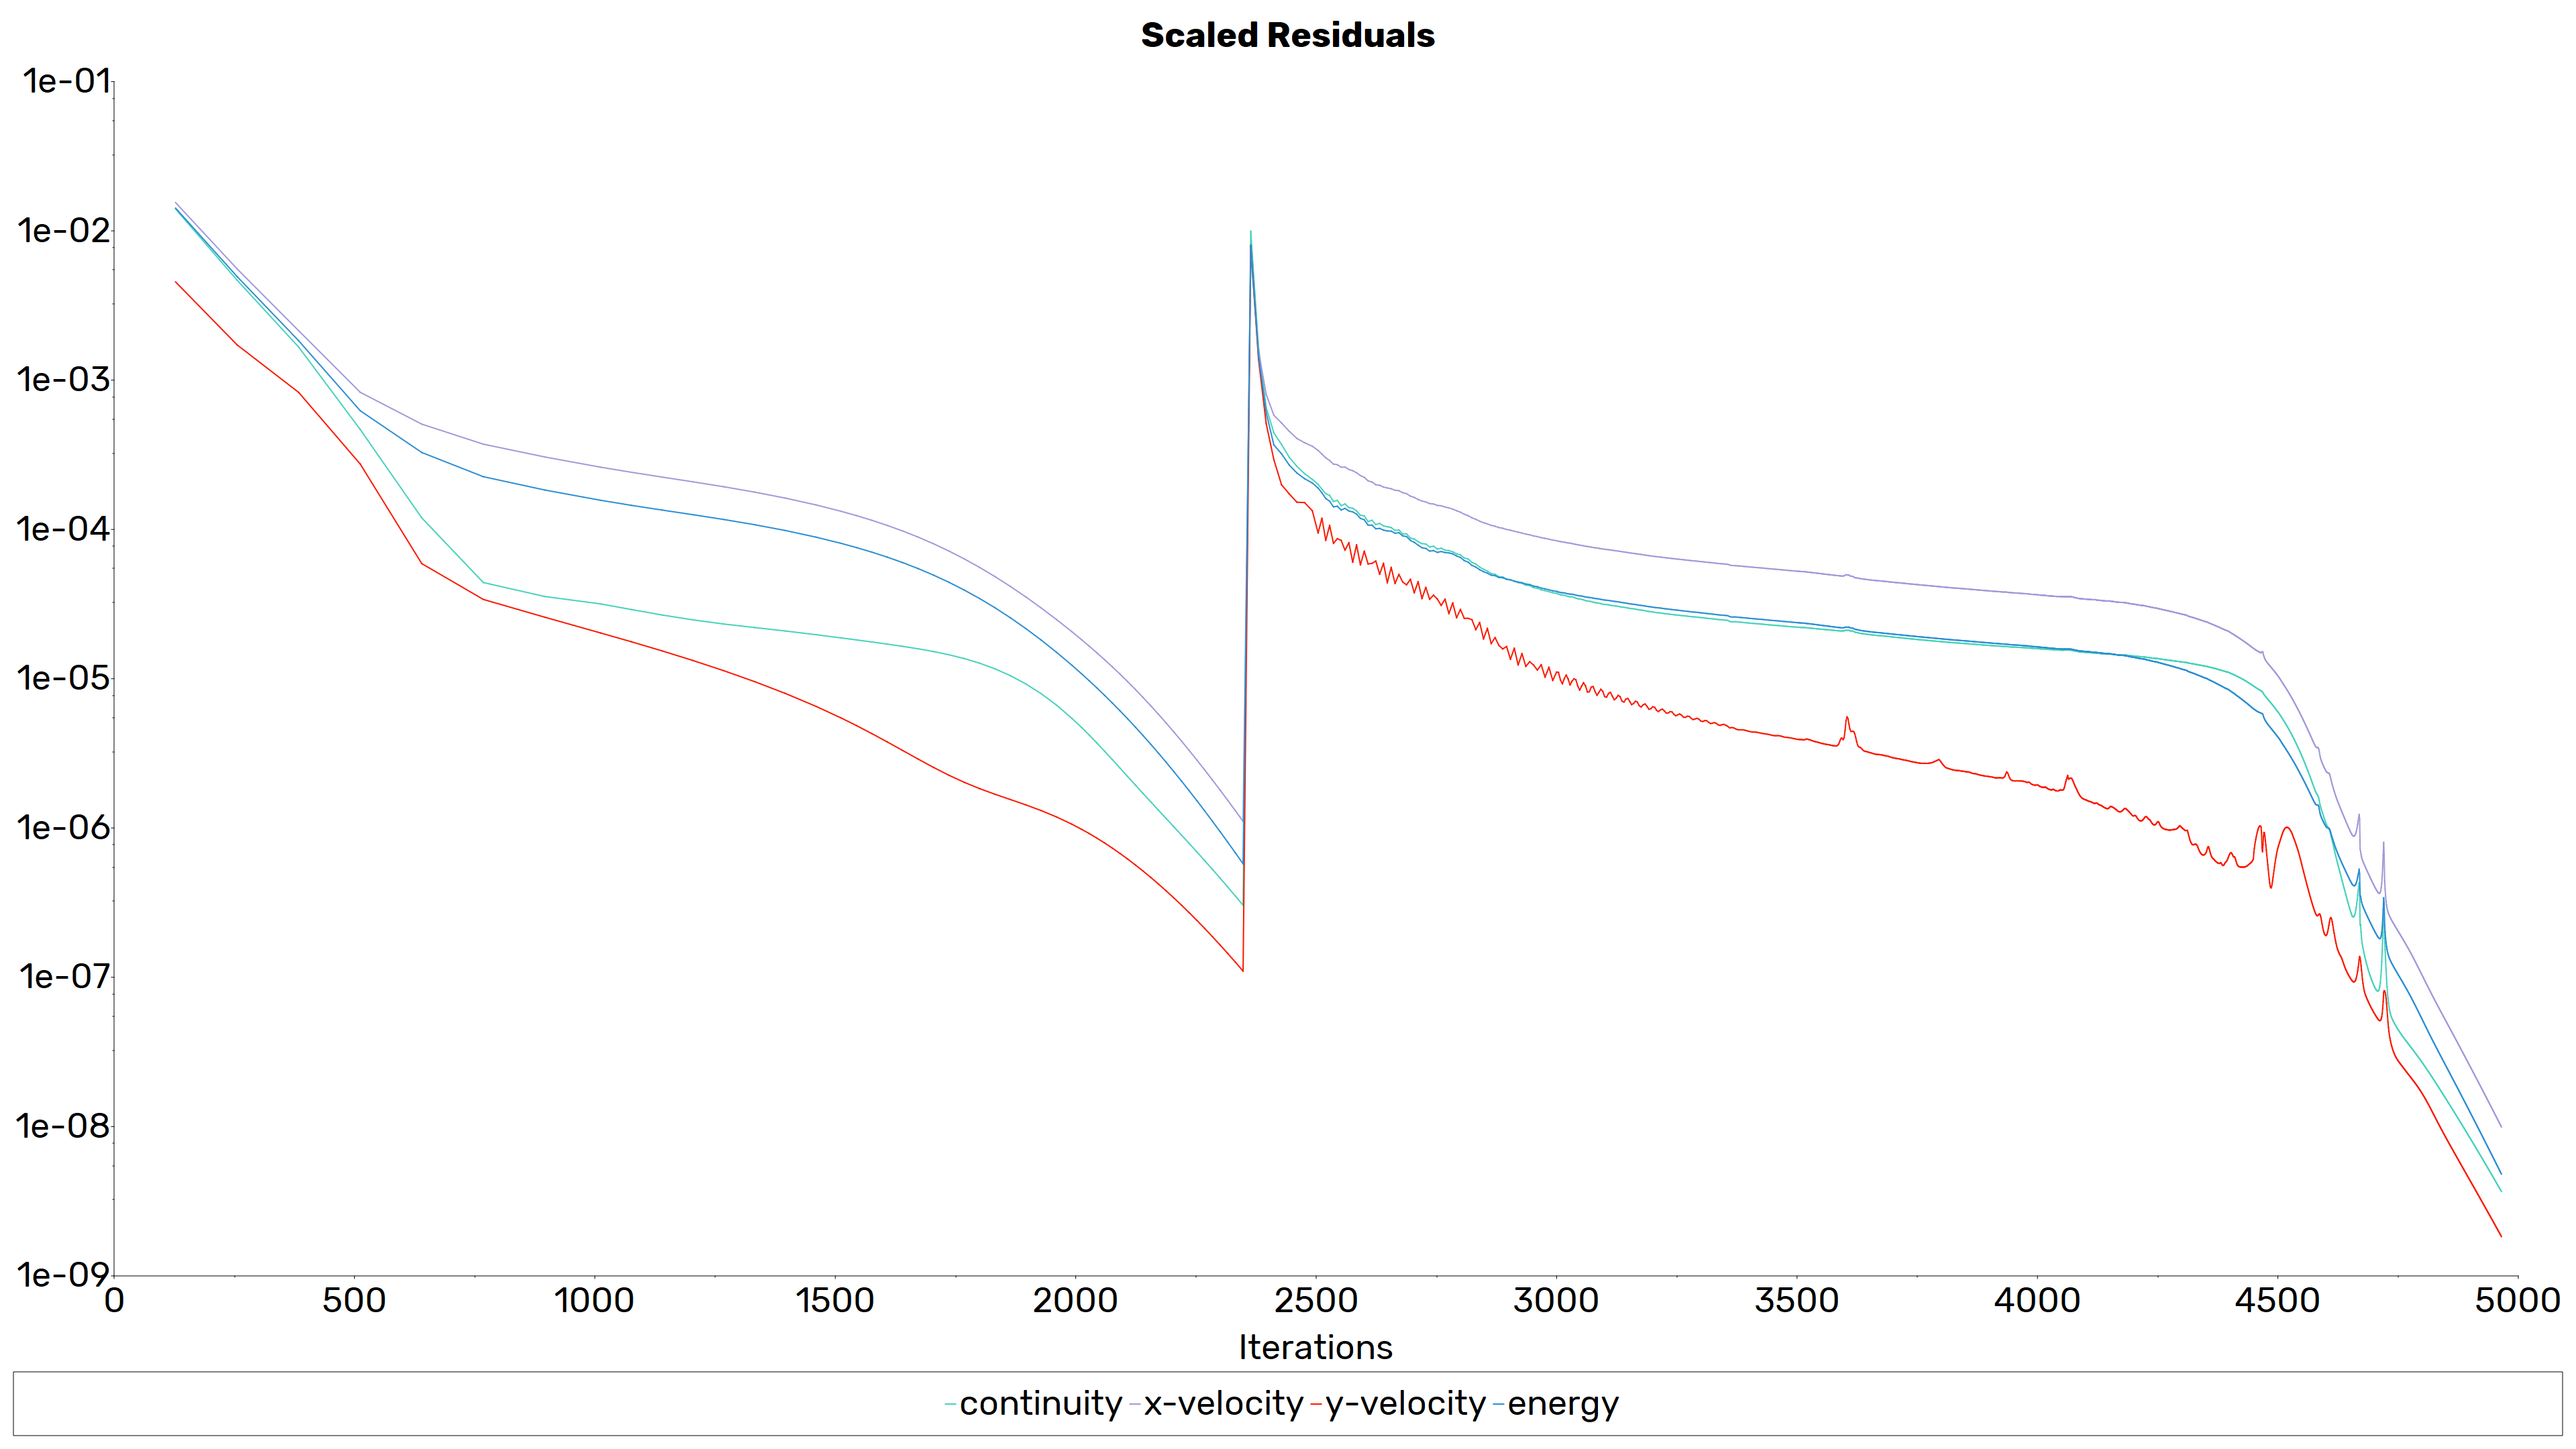 Scaled Residuals
1e-01
1e-02
1e-03
1e-04
1e-05
1e-06
1e-07
1e-08
1e-09
0 500 1000 1500 2000 2500 3000 3500 4000 4500 5000
Iterations
continuity x-velocity y-velocity energy